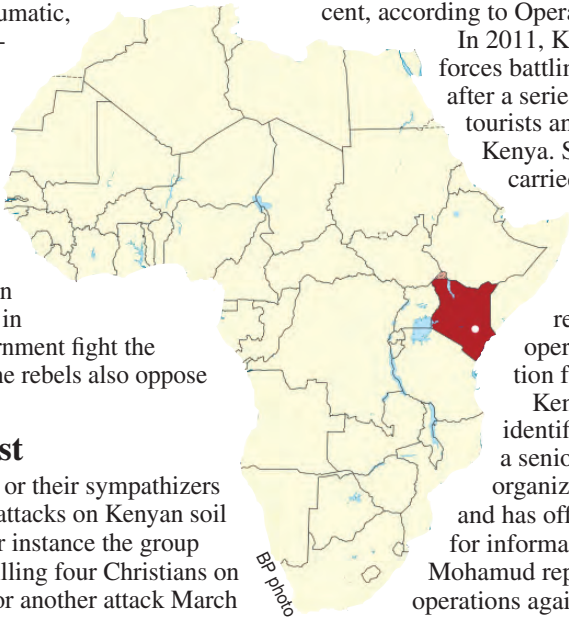 umatic,
-
n
in
rnment fight the
ne rebels also oppose
st
or their sympathizers
attacks on Kenyan soil
r instance the group
lling four Christians on
or another attack March
BP photo
cent, according to Opera
In 2011, K
forces battlin
after a serie
tourists an
Kenya. S
carried
re
oper
tion f
Ken
identif
a senio
organiz
and has off
for informa
Mohamud rep
operations agai